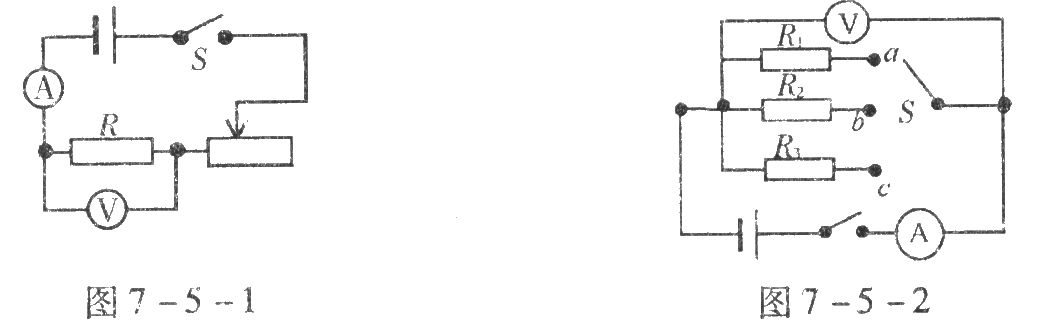 S
A
R
V
图 7-5-1
V
R₁
a
R₂
b
S
R₃
c
A
图 7-5-2